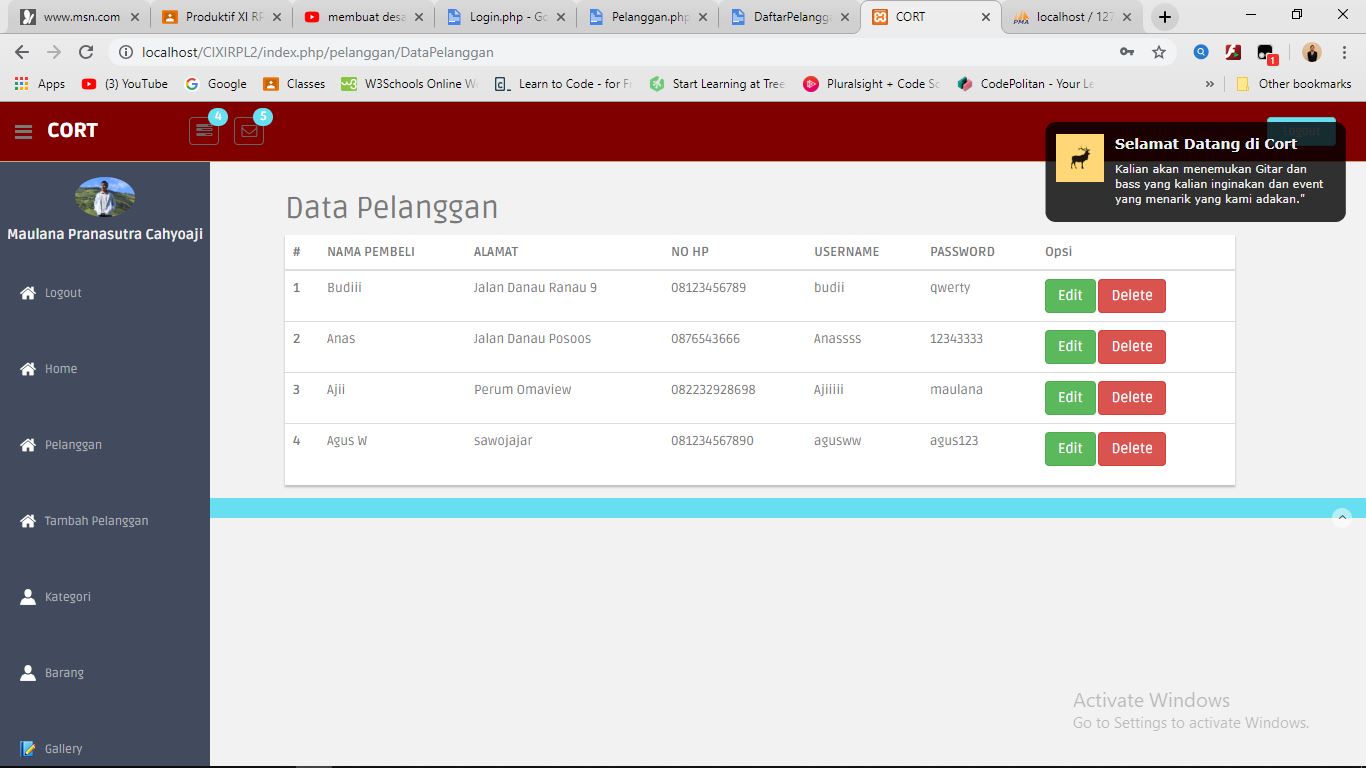 www.msn.com
Produktif XI RP
membuat desa
Login.php - Go
Pelanggan.php
DaftarPelangg
CORT
localhost / 127
localhost/CIXIRPL2/index.php/pelanggan/DataPelanggan
1
Apps
(3) YouTube
Google
Classes
W3Schools Online W
Learn to Code - for F
Start Learning at Tree
Pluralsight + Code Sc
CodePolitan - Your Le
Other bookmarks
CORT
4
5
Logout
Selamat Datang di Cort
Kalian akan menemukan Gitar dan
bass yang kalian inginakan dan event
yang menarik yang kami adakan."
Maulana Pranasutra Cahyoaji
Logout
Home
Pelanggan
Tambah Pelanggan
Kategori
Barang
Gallery
Data Pelanggan
# NAMA PEMBELI ALAMAT NO HP USERNAME PASSWORD Opsi
1 Budiii Jalan Danau Ranau 9 08123456789 budii qwerty Edit Delete
2 Anas Jalan Danau Posoos 0876543666 Anassss 12343333 Edit Delete
3 Ajii Perum Omaview 082232928698 Ajiiiii maulana Edit Delete
4 Agus W sawojajar 081234567890 agusww agus123 Edit Delete
Activate Windows
Go to Settings to activate Windows.